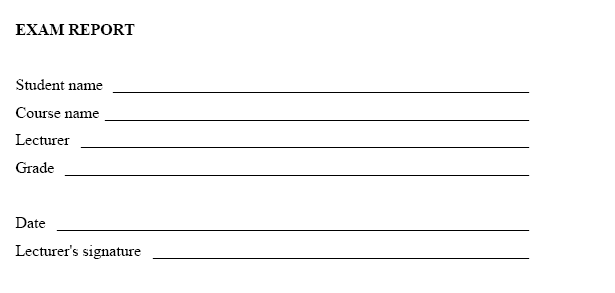 EXAM REPORT
Student name
Course name
Lecturer
Grade
Date
Lecturer's signature